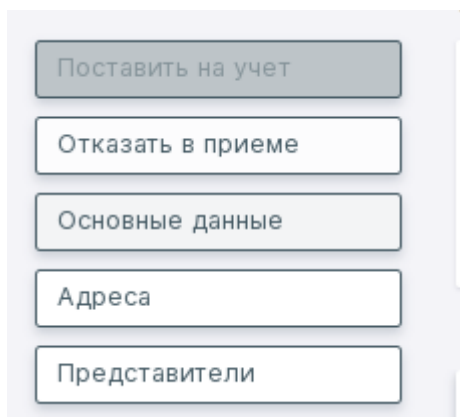 Поставить на учет
Отказать в приеме
Основные данные
Адреса
Представители